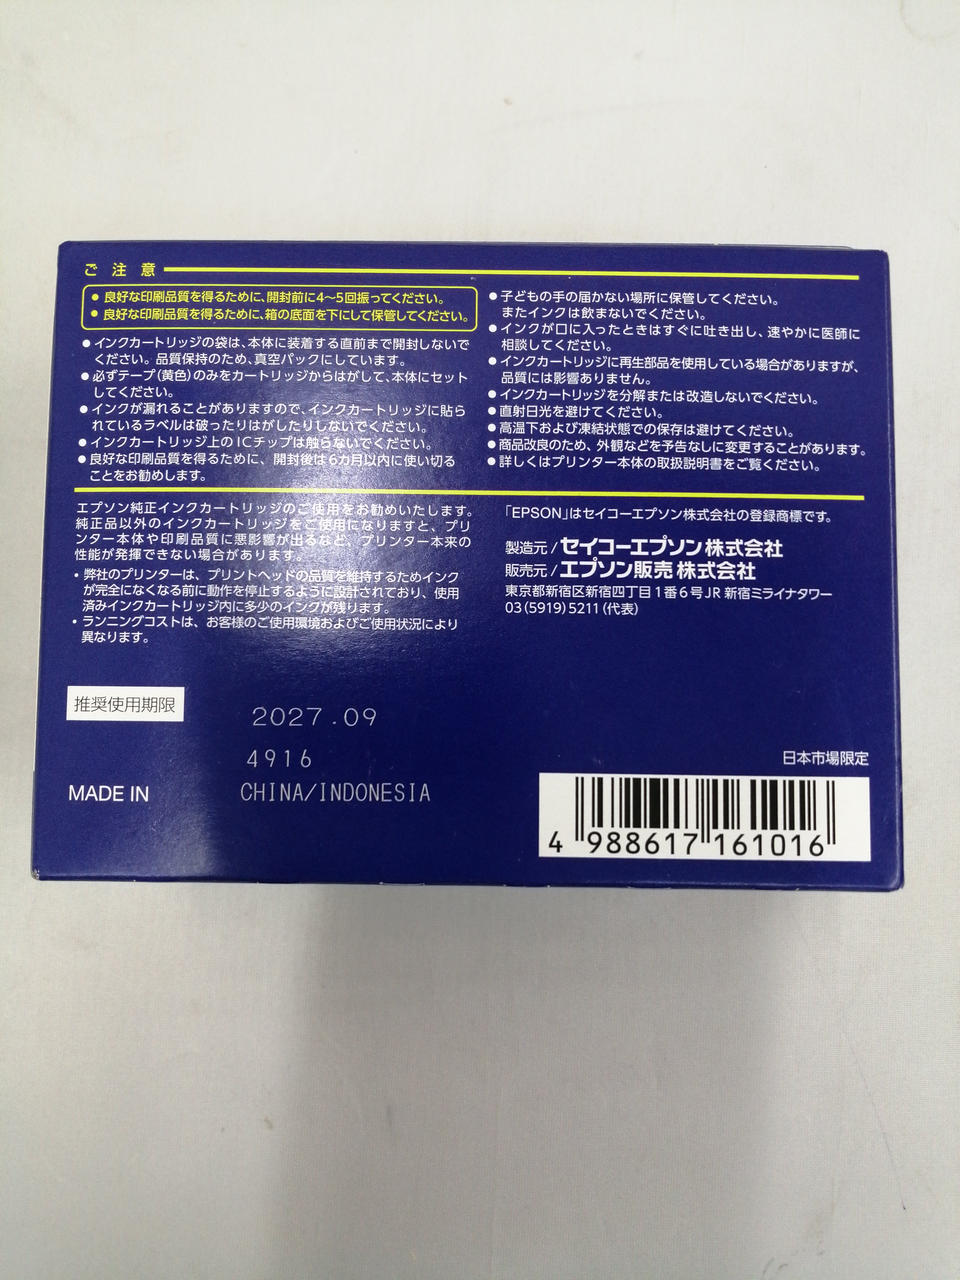 ご注意
● 良好な印刷品質を得るために、開封前に4～5回振ってください。
● 良好な印刷品質を得るために、箱の底面を下にして保管してください。
● インクカートリッジの袋は、本体に装着する直前まで開封しないで
ください。品質保持のため、真空パックにしています。
● 必ずテープ(黄色)のみをカートリッジからはがして、本体にセット
してください。
● インクが漏れることがありますので、インクカートリッジに貼ら
れているラベルは破ったりはがしたりしないでください。
● インクカートリッジ上のICチップは触らないでください。
● 良好な印刷品質を得るために、開封後は6カ月以内に使い切る
ことをお勧めします。
● 子どもの手の届かない場所に保管してください。
またインクは飲まないでください。
● インクが口に入ったときはすぐに吐き出し、速やかに医師に
相談してください。
● インクカートリッジに再生部品を使用している場合がありますが、
品質には影響ありません。
● インクカートリッジを分解または改造しないでください。
● 直射日光を避けてください。
● 高温下および凍結状態での保存は避けてください。
● 商品改良のため、外観などを予告なしに変更することがあります。
● 詳しくはプリンター本体の取扱説明書をご覧ください。
エプソン純正インクカートリッジのご使用をお勧めいたします。
純正品以外のインクカートリッジをご使用になりますと、プリ
ンター本体や印刷品質に悪影響が出るなど、プリンター本来の
性能が発揮できない場合があります。
・弊社のプリンターは、プリントヘッドの品質を維持するためインク
が完全になくなる前に動作を停止するように設計されており、使用
済みインクカートリッジ内に多少のインクが残ります。
・ランニングコストは、お客様のご使用環境およびご使用状況により
異なります。
「EPSON」はセイコーエプソン株式会社の登録商標です。
製造元/セイコーエプソン株式会社
販売元/エプソン販売株式会社
東京都新宿区新宿四丁目1番6号JR新宿ミライナタワー
03(5919)5211(代表)
推奨使用期限
2027.09
4916
MADE IN CHINA/INDONESIA
日本市場限定
4 988617 161016